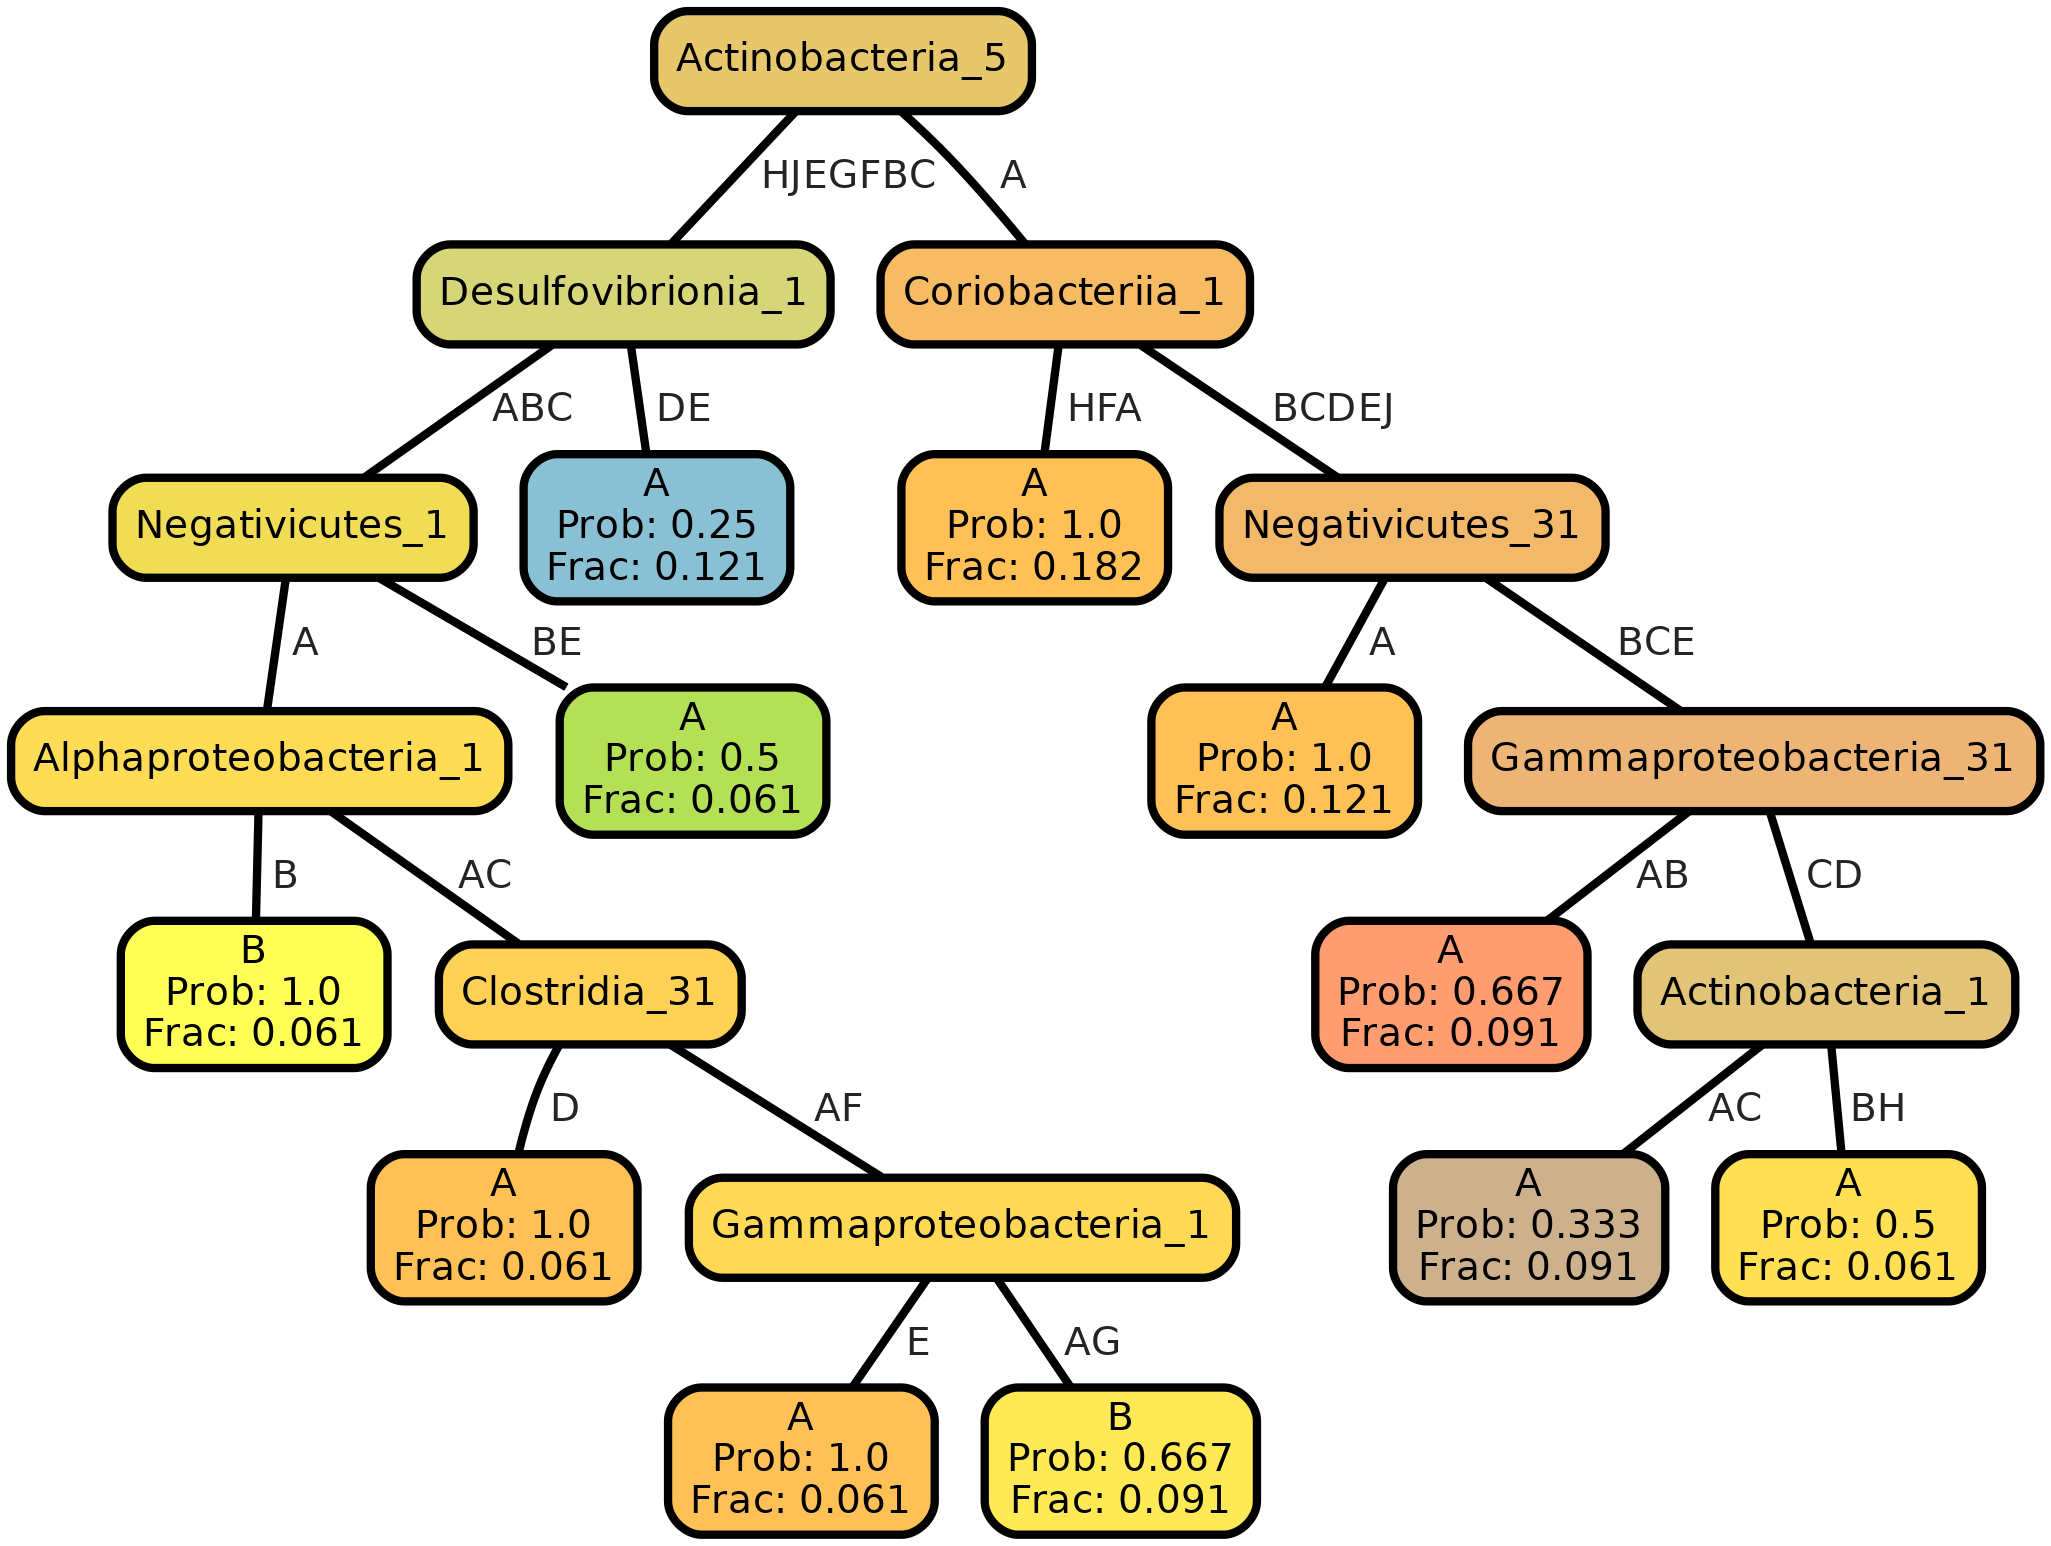 Actinobacteria_5
HJEGFBC
A
Desulfovibrionia_1
Coriobacteriia_1
ABC
DE
HFA
BCDEJ
Negativicutes_1
A
Prob: 0.25
Frac: 0.121
A
Prob: 1.0
Frac: 0.182
Negativicutes_31
A
BE
A
BCE
Alphaproteobacteria_1
A
Prob: 0.5
Frac: 0.061
A
Prob: 1.0
Frac: 0.121
Gammaproteobacteria_31
B
AC
AB
CD
B
Prob: 1.0
Frac: 0.061
Clostridia_31
A
Prob: 0.667
Frac: 0.091
Actinobacteria_1
D
AF
AC
BH
A
Prob: 1.0
Frac: 0.061
Gammaproteobacteria_1
A
Prob: 0.333
Frac: 0.091
A
Prob: 0.5
Frac: 0.061
E
AG
A
Prob: 1.0
Frac: 0.061
B
Prob: 0.667
Frac: 0.091